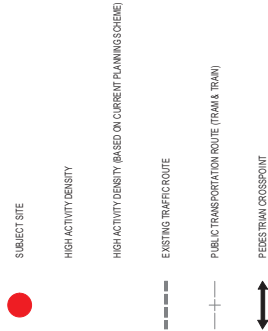 SUBJECT SITE
HIGH ACTIVITY DENSITY
HIGH ACTIVITY DENSITY (BASED ON CURRENT PLANNING SCHEME)
EXISTING TRAFFIC ROUTE
PUBLIC TRANSPORTATION ROUTE (TRAM & TRAIN)
PEDESTRIAN CROSSPOINT